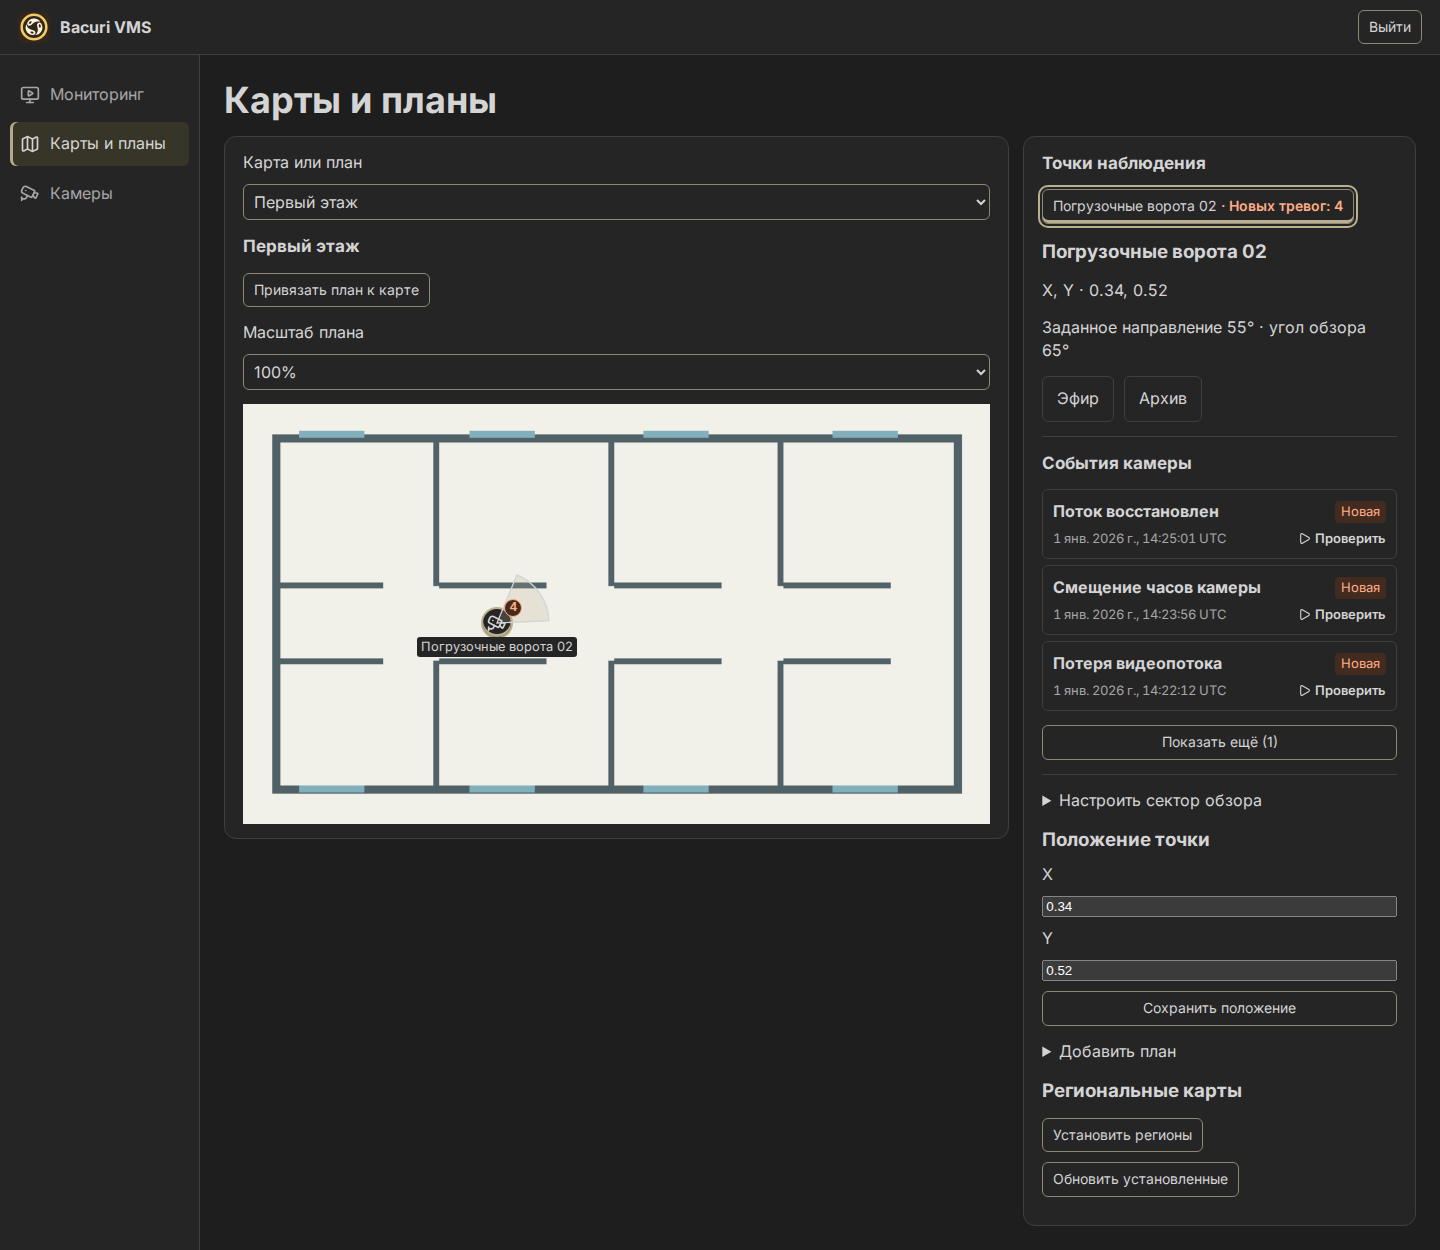 Bacuri VMS
Выйти
Мониторинг
Карты и планы
Камеры
Карты и планы
Карта или план
Первый этаж
Первый этаж
Привязать план к карте
Масштаб плана
100%
4
Погрузочные ворота 02
Точки наблюдения
Погрузочные ворота 02 · Новых тревог: 4
Погрузочные ворота 02
X, Y · 0.34, 0.52
Заданное направление 55° · угол обзора
65°
Эфир
Архив
События камеры
Поток восстановлен
Новая
1 янв. 2026 г., 14:25:01 UTC
Проверить
Смещение часов камеры
Новая
1 янв. 2026 г., 14:23:56 UTC
Проверить
Потеря видеопотока
Новая
1 янв. 2026 г., 14:22:12 UTC
Проверить
Показать ещё (1)
Настроить сектор обзора
Положение точки
X
0.34
Y
0.52
Сохранить положение
Добавить план
Региональные карты
Установить регионы
Обновить установленные